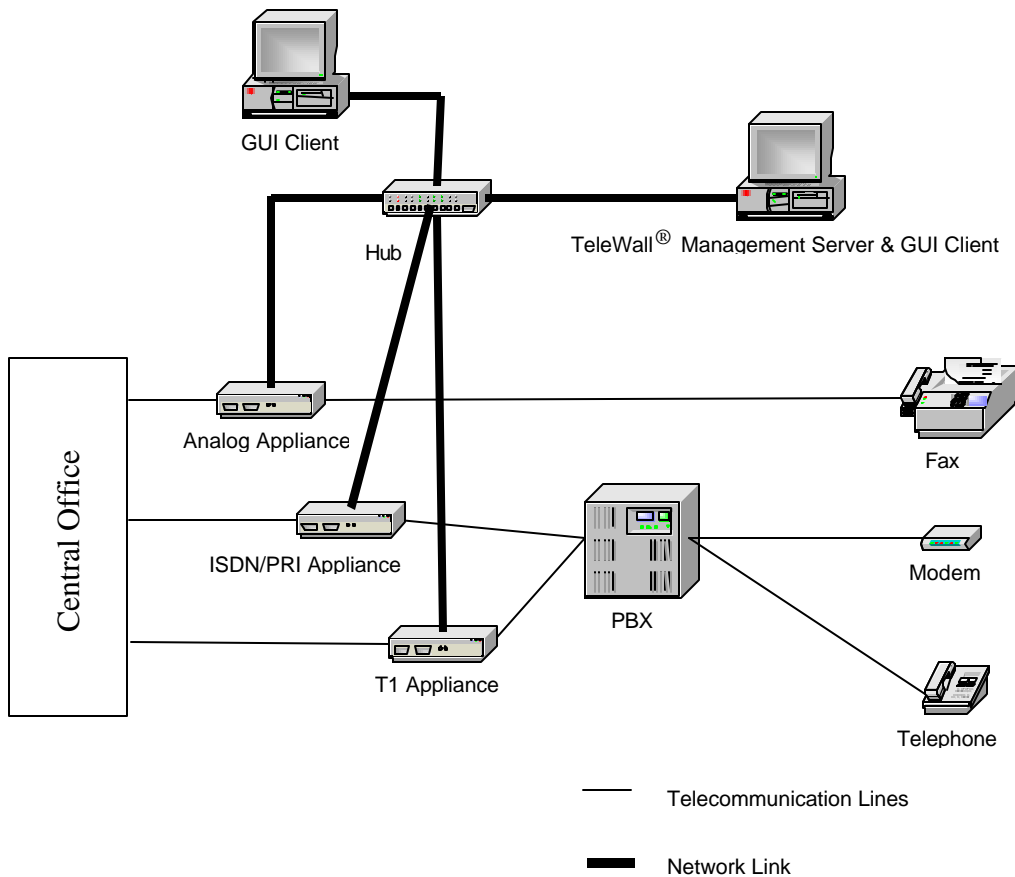 GUI Client
Hub
TeleWall® Management Server & GUI Client
Central Office
Analog Appliance
Fax
ISDN/PRI Appliance
PBX
Modem
T1 Appliance
Telephone
Telecommunication Lines
Network Link